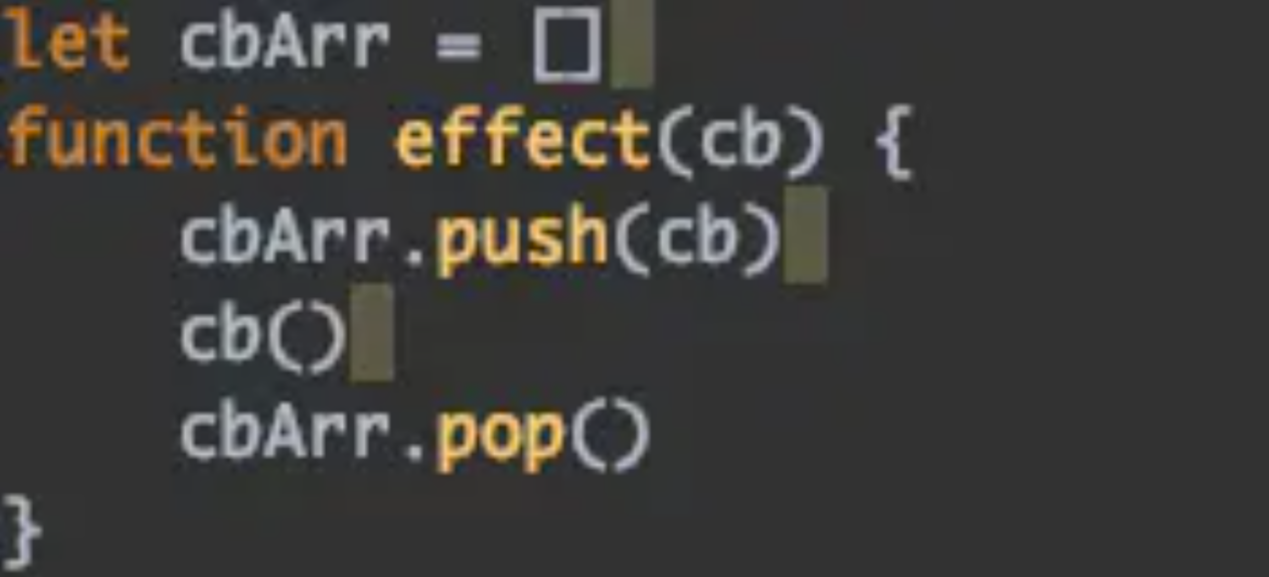 let cbArr = []
function effect(cb) {
    cbArr.push(cb)
    cb()
    cbArr.pop()
}